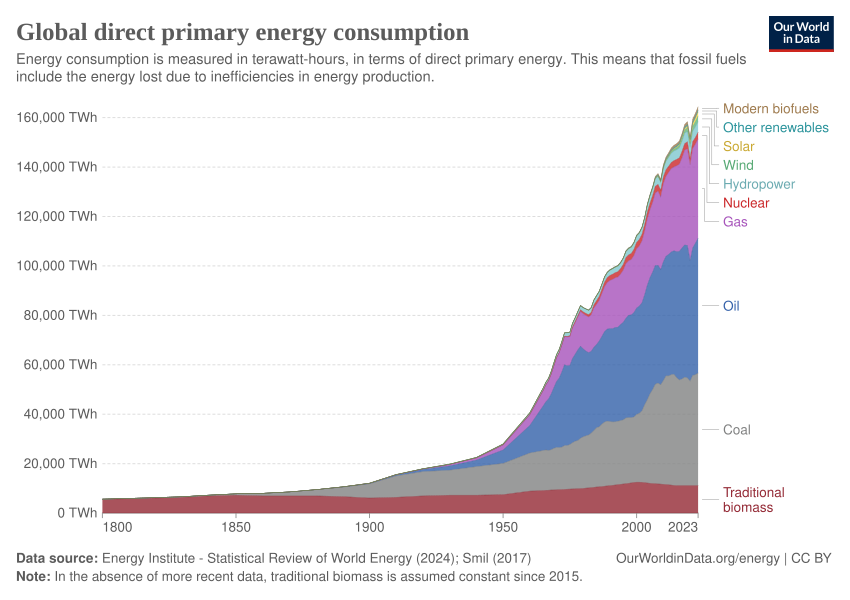 Global direct primary energy consumption
Our World
in Data
Energy consumption is measured in terawatt-hours, in terms of direct primary energy. This means that fossil fuels
include the energy lost due to inefficiencies in energy production.
160,000 TWh
140,000 TWh
120,000 TWh
100,000 TWh
80,000 TWh
60,000 TWh
40,000 TWh
20,000 TWh
0 TWh
1800
1850
1900
1950
2000
2023
Modern biofuels
Other renewables
Solar
Wind
Hydropower
Nuclear
Gas
Oil
Coal
Traditional
biomass
Data source: Energy Institute - Statistical Review of World Energy (2024); Smil (2017)
OurWorldinData.org/energy | CC BY
Note: In the absence of more recent data, traditional biomass is assumed constant since 2015.